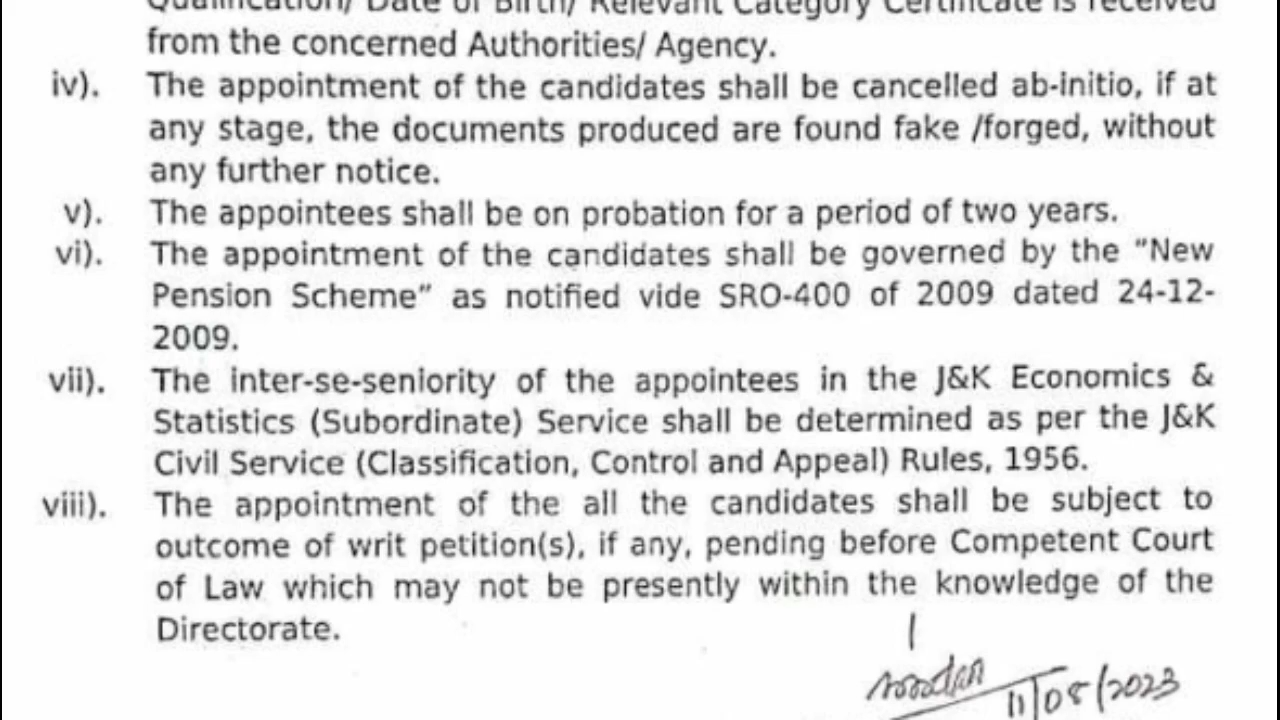 Qualification/ Date of Birth/ Relevant Category Certificate is received
from the concerned Authorities/ Agency.
iv). The appointment of the candidates shall be cancelled ab-initio, if at
any stage, the documents produced are found fake /forged, without
any further notice.
v). The appointees shall be on probation for a period of two years.
vi). The appointment of the candidates shall be governed by the “New
Pension Scheme” as notified vide SRO-400 of 2009 dated 24-12-
2009.
vii). The inter-se-seniority of the appointees in the J&K Economics &
Statistics (Subordinate) Service shall be determined as per the J&K
Civil Service (Classification, Control and Appeal) Rules, 1956.
viii). The appointment of the all the candidates shall be subject to
outcome of writ petition(s), if any, pending before Competent Court
of Law which may not be presently within the knowledge of the
Directorate.
11/08/2023